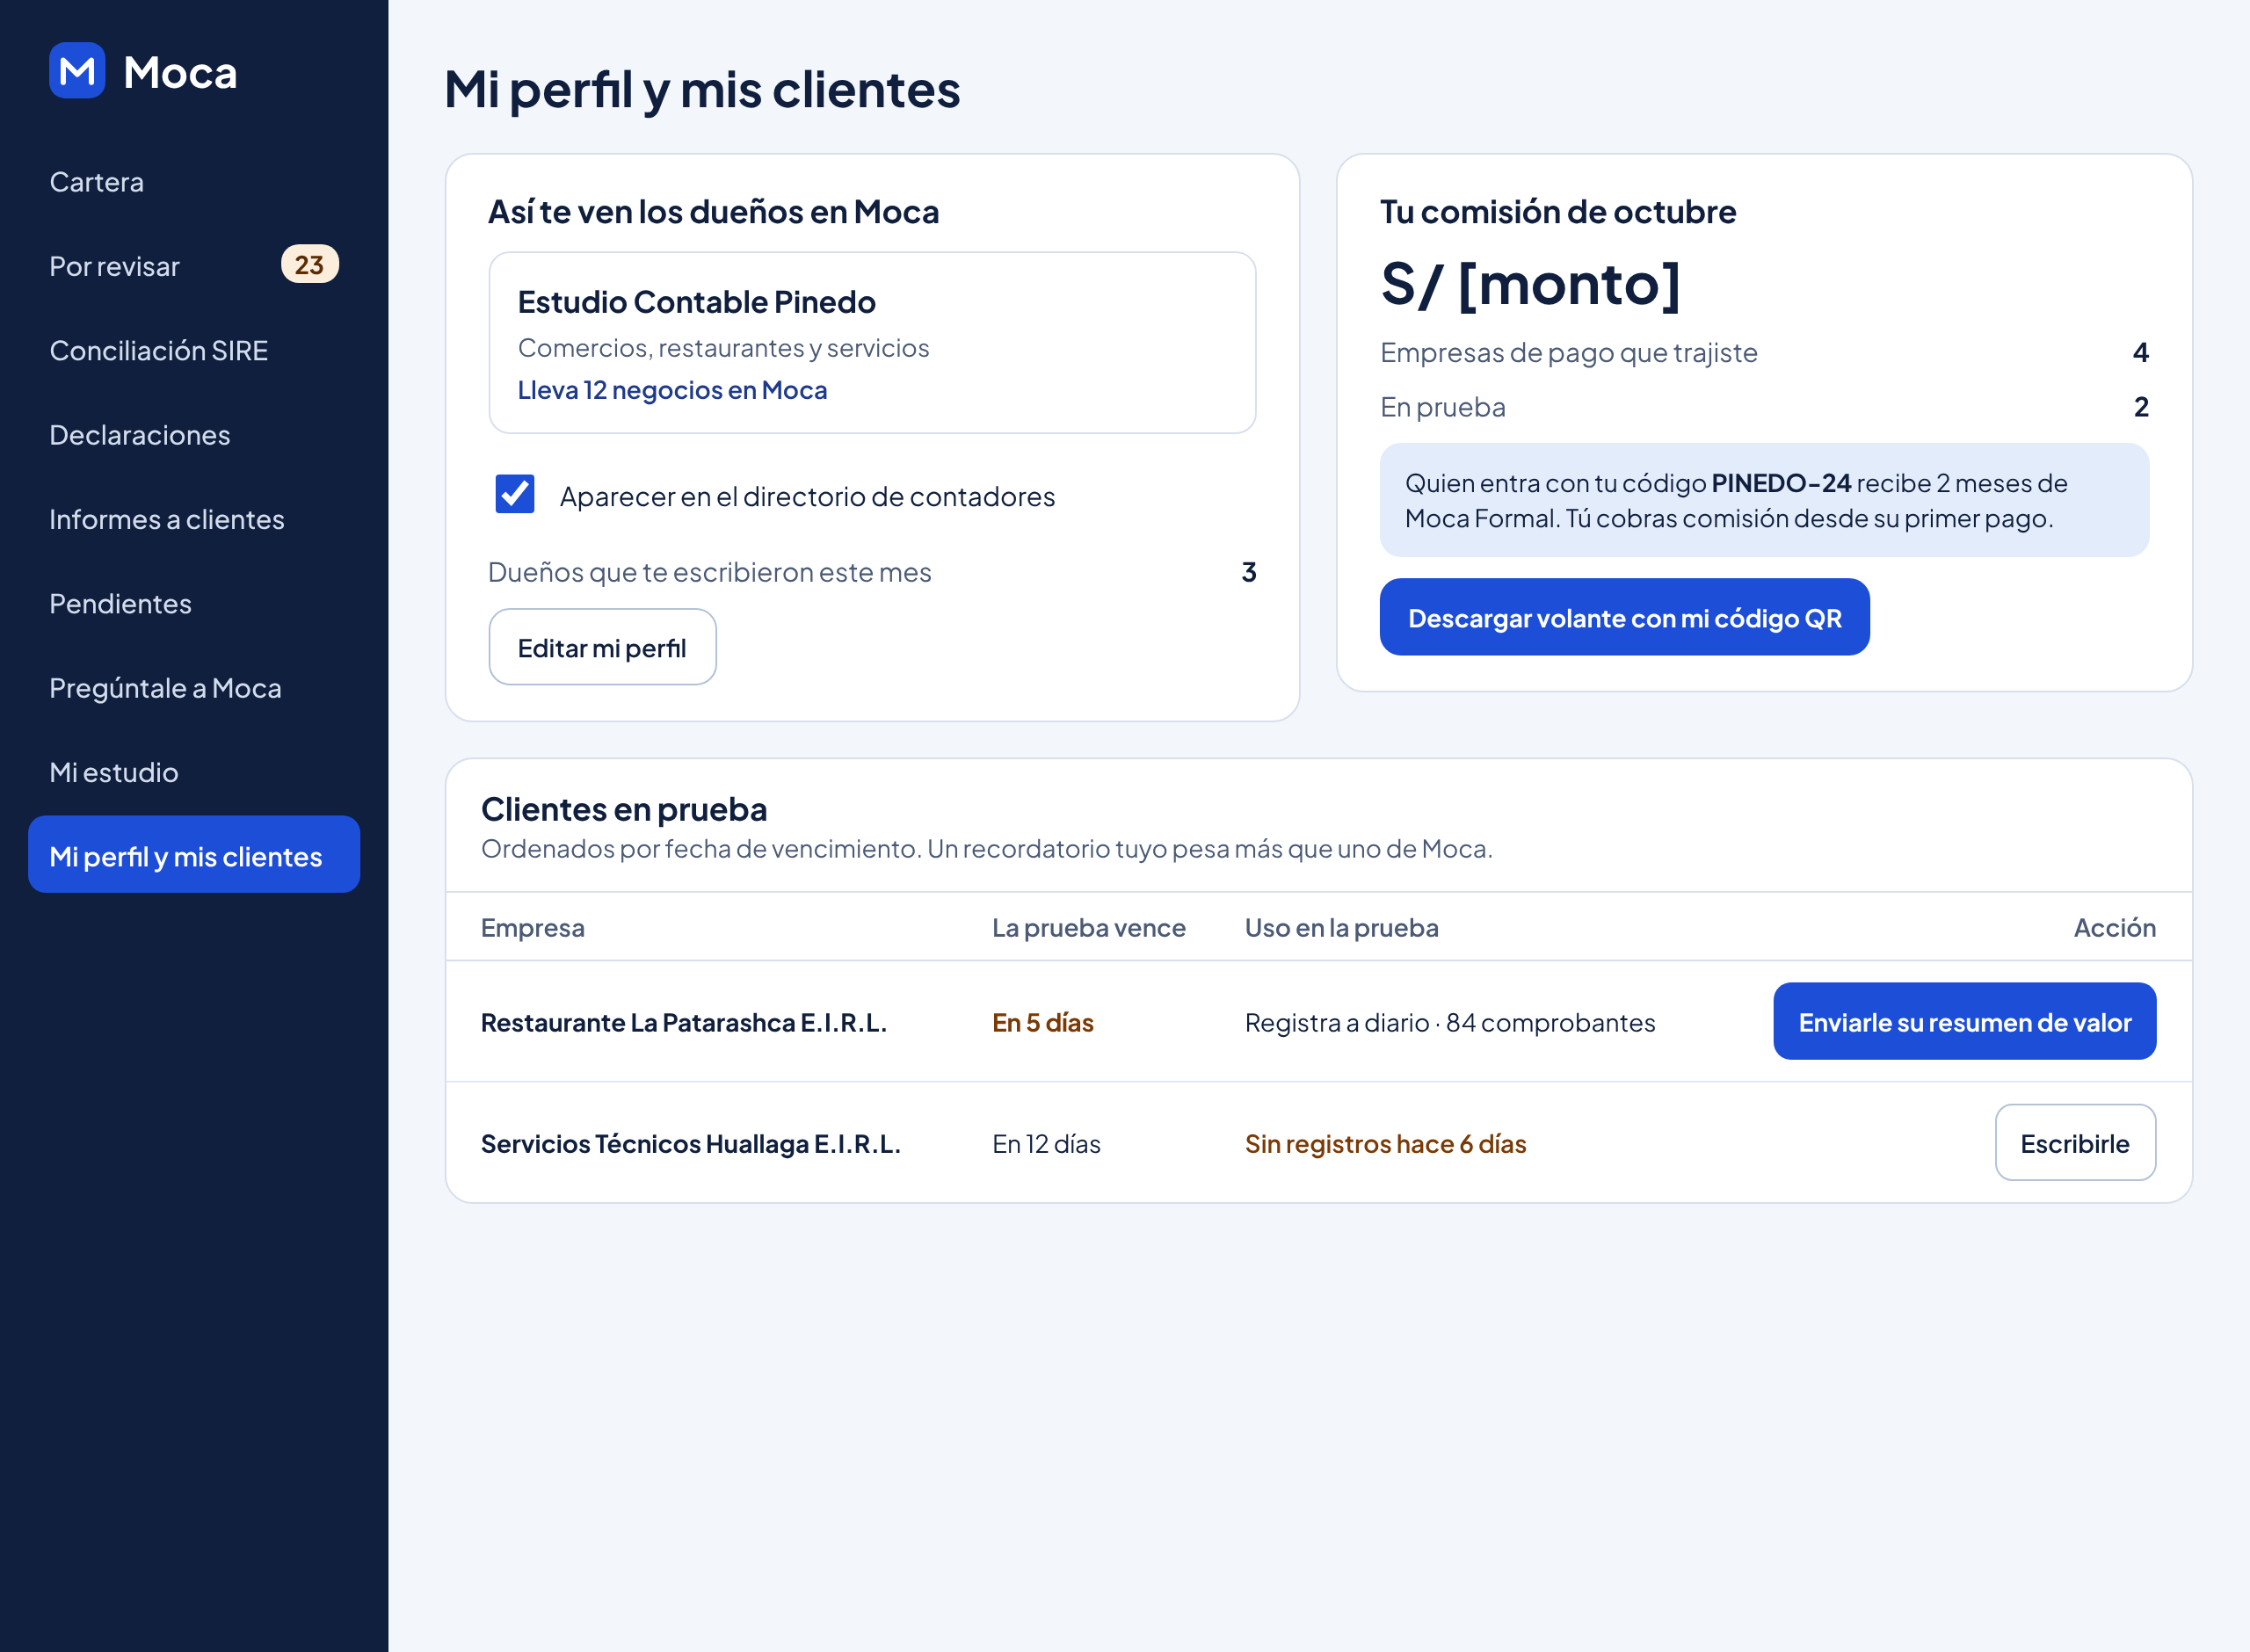 Moca
Cartera
Por revisar 23
Conciliación SIRE
Declaraciones
Informes a clientes
Pendientes
Pregúntale a Moca
Mi estudio
Mi perfil y mis clientes
Mi perfil y mis clientes
Así te ven los dueños en Moca
Estudio Contable Pinedo
Comercios, restaurantes y servicios
Lleva 12 negocios en Moca
Aparecer en el directorio de contadores
Dueños que te escribieron este mes 3
Editar mi perfil
Tu comisión de octubre
S/ [monto]
Empresas de pago que trajiste 4
En prueba 2
Quien entra con tu código PINEDO-24 recibe 2 meses de
Moca Formal. Tú cobras comisión desde su primer pago.
Descargar volante con mi código QR
Clientes en prueba
Ordenados por fecha de vencimiento. Un recordatorio tuyo pesa más que uno de Moca.
Empresa La prueba vence Uso en la prueba Acción
Restaurante La Patarashca E.I.R.L. En 5 días Registra a diario · 84 comprobantes Enviarle su resumen de valor
Servicios Técnicos Huallaga E.I.R.L. En 12 días Sin registros hace 6 días Escribirle